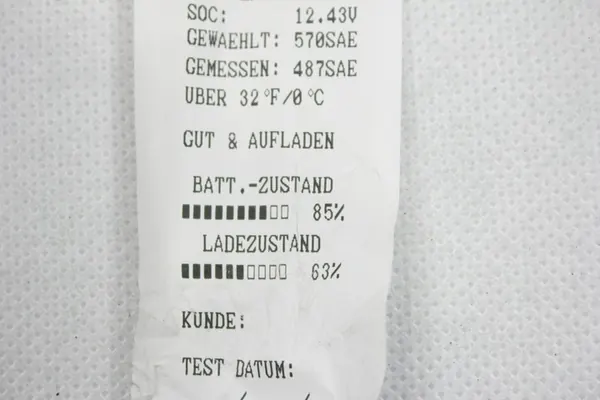 SOC: 12.43V
GEWAEHLT: 570SAE
GEMESSEN: 487SAE
UBER 32°F/0°C
GUT & AUFLADEN
BATT.-ZUSTAND
85%
LADEZUSTAND
63%
KUNDE:
TEST DATUM: